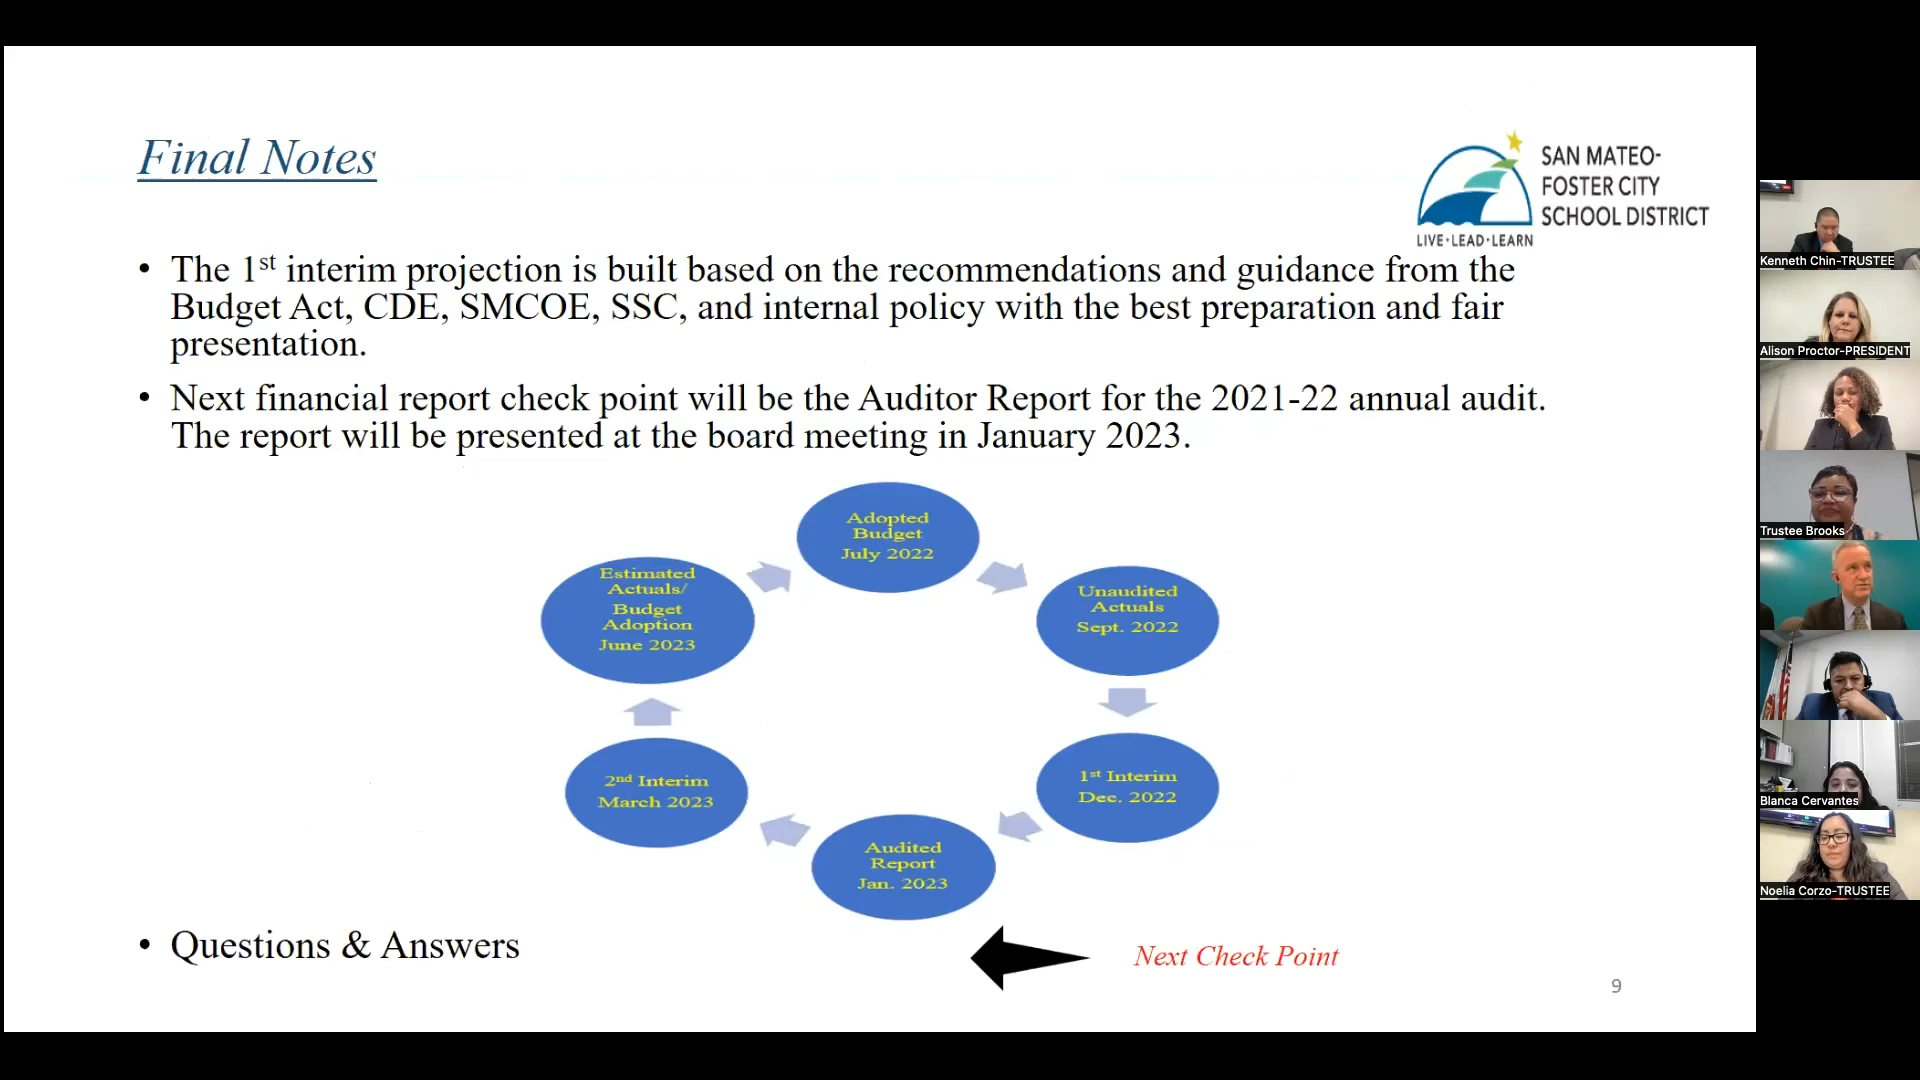 Final Notes
SAN MATEO-
FOSTER CITY
SCHOOL DISTRICT
LIVE·LEAD·LEARN
• The 1st interim projection is built based on the recommendations and guidance from the
Budget Act, CDE, SMCOE, SSC, and internal policy with the best preparation and fair
presentation.
• Next financial report check point will be the Auditor Report for the 2021-22 annual audit.
The report will be presented at the board meeting in January 2023.
Adopted
Budget
July 2022
Unaudited
Actuals
Sept. 2022
1st Interim
Dec. 2022
Audited
Report
Jan. 2023
2nd Interim
March 2023
Estimated
Actuals/
Budget
Adoption
June 2023
• Questions & Answers
Next Check Point
9
Kenneth Chin-TRUSTEE
Alison Proctor-PRESIDENT
Trustee Brooks
Blanca Cervantes
Noelia Corzo-TRUSTEE